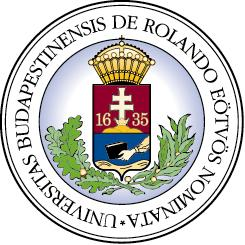 UNIVERSITAS BUDAPESTINENSIS DE ROLANDO EÖTVÖS NOMINATA
16 35